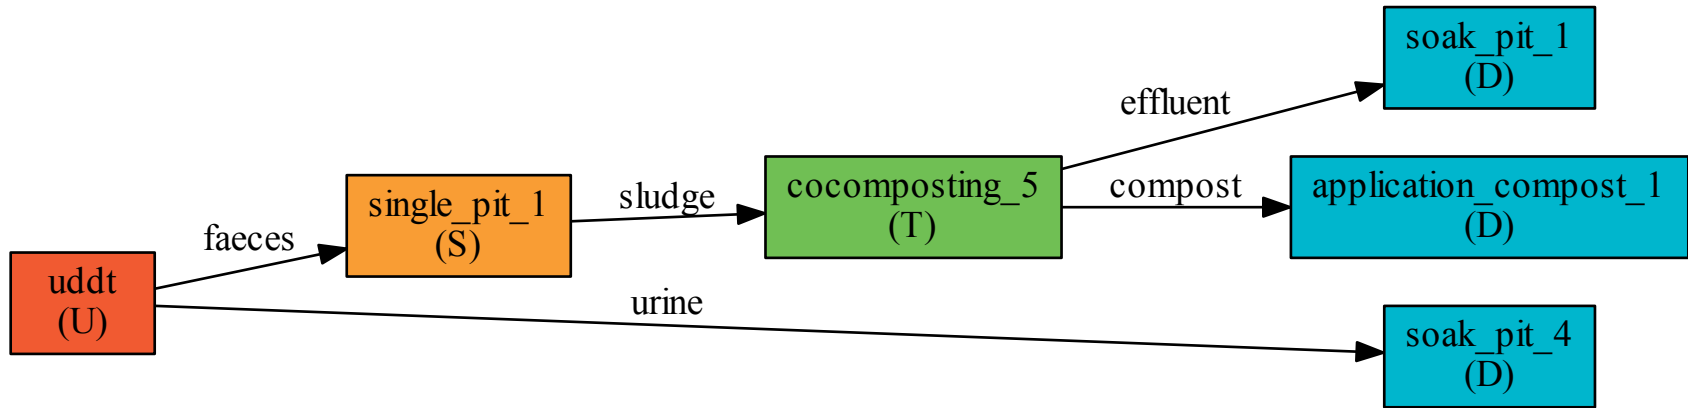 uddt
(U)
faeces
urine
single_pit_1
(S)
sludge
cocomposting_5
(T)
effluent
compost
soak_pit_1
(D)
application_compost_1
(D)
soak_pit_4
(D)